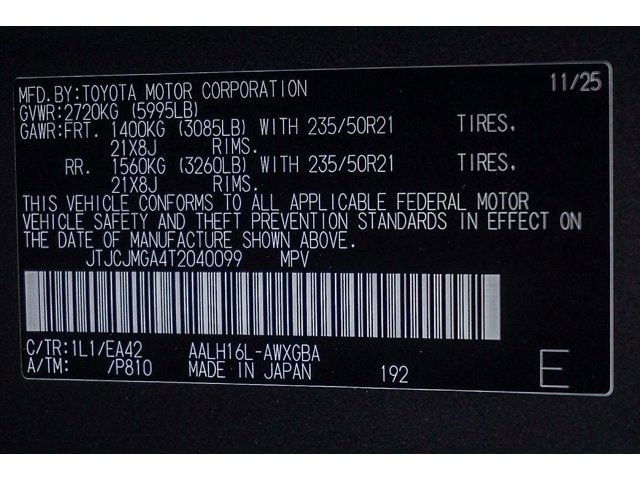 MFD.BY:TOYOTA MOTOR CORPORATION 11/25
GVWR:2720KG (5995LB)
GAWR:FRT. 1400KG (3085LB) WITH 235/50R21 TIRES.
21X8J RIMS.
RR. 1560KG (3260LB) WITH 235/50R21 TIRES.
21X8J RIMS.
THIS VEHICLE CONFORMS TO ALL APPLICABLE FEDERAL MOTOR
VEHICLE SAFETY AND THEFT PREVENTION STANDARDS IN EFFECT ON
THE DATE OF MANUFACTURE SHOWN ABOVE.
JTJCJMGA4T2040099 MPV
C/TR:1L1/EA42 AALH16L-AWXGBA
A/TM: /P810 MADE IN JAPAN 192 E